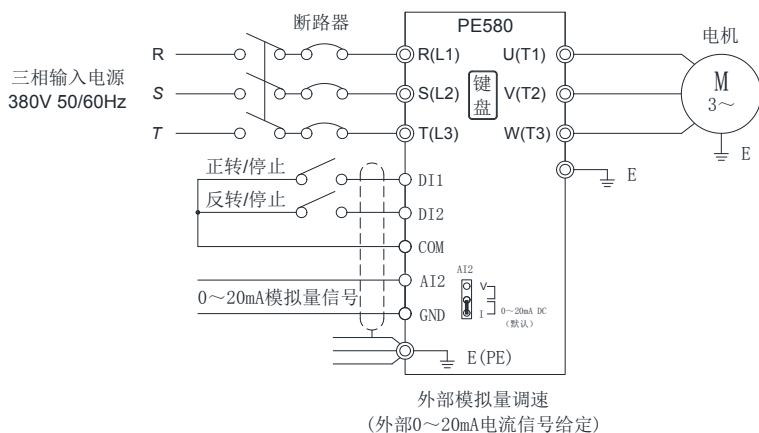 断路器
PE580
电机
R
R(L1)
U(T1)
三相输入电源
380V 50/60Hz
S
S(L2)
键盘
V(T2)
M
3～
T
T(L3)
W(T3)
E
正转/停止
DI1
E
反转/停止
DI2
COM
AI2
AI2
V
0～20mA模拟量信号
I
0～20mA DC
(默认)
GND
E(PE)
外部模拟量调速
(外部0～20mA电流信号给定)